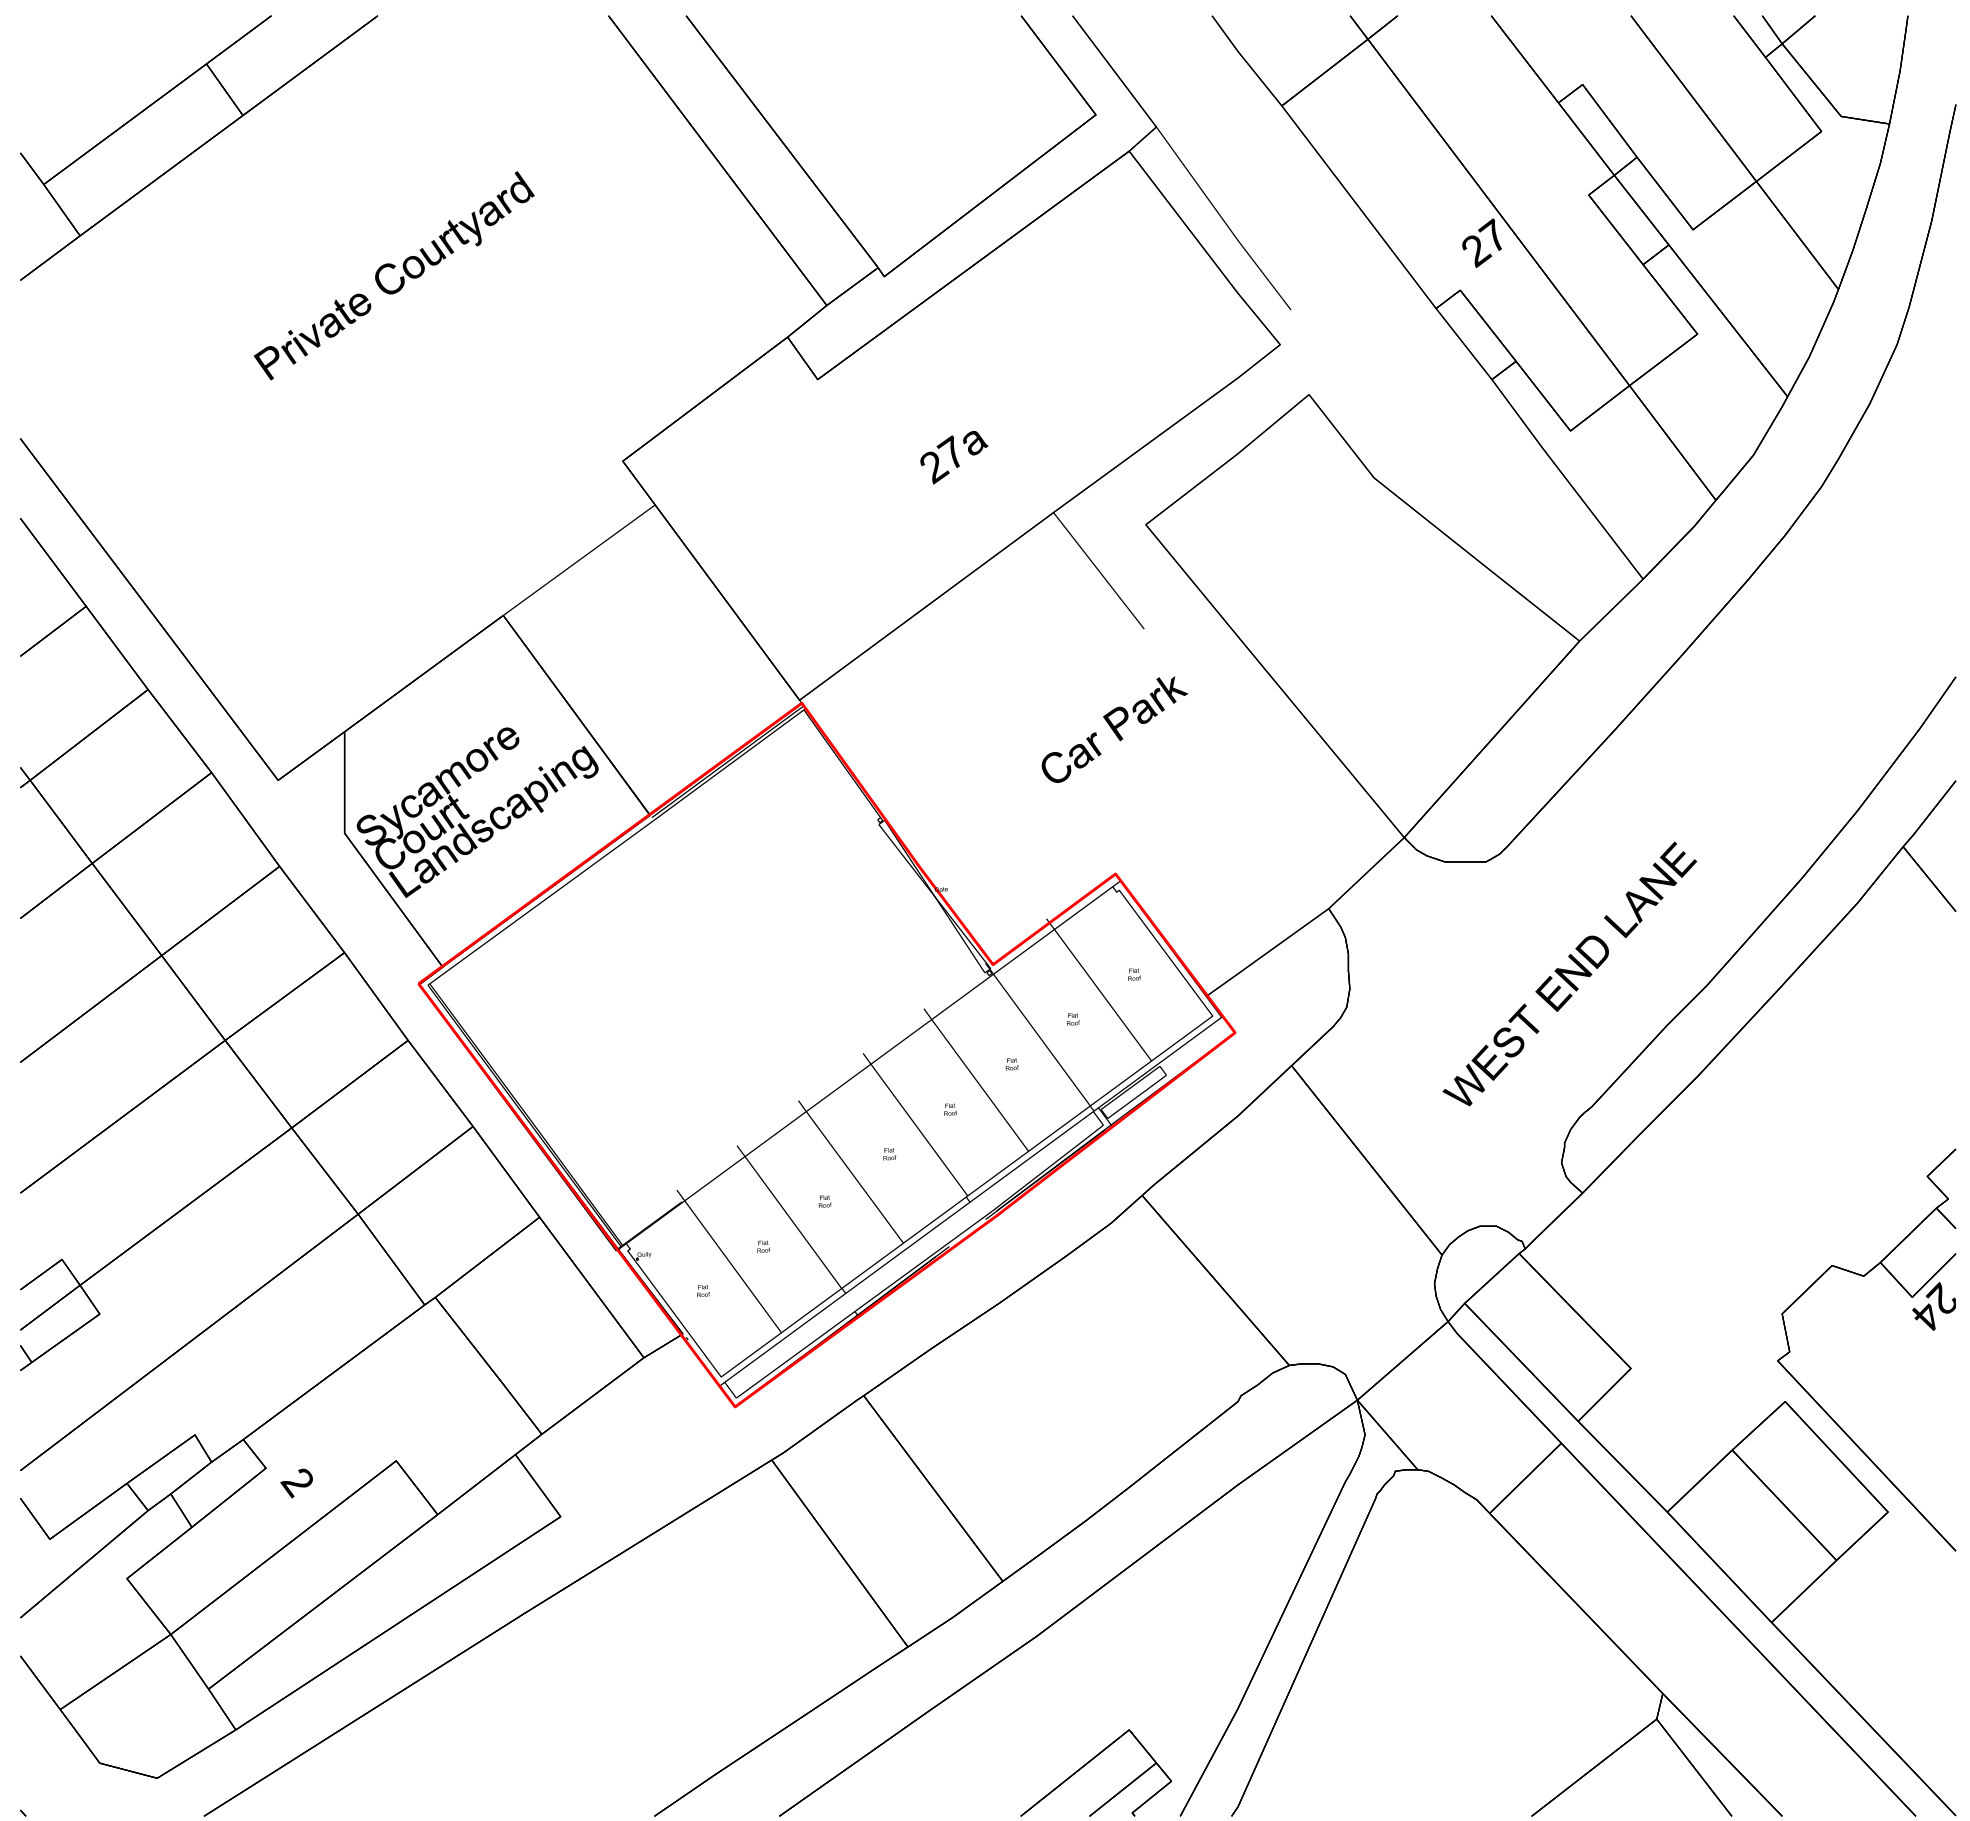 Private Courtyard
27
27a
Sycamore
Court
Landscaping
Car Park
Gate
WEST END LANE
Flat
Roof
Flat
Roof
Flat
Roof
Flat
Roof
Flat
Roof
Flat
Roof
Flat
Roof
Flat
Roof
Gully
24
2